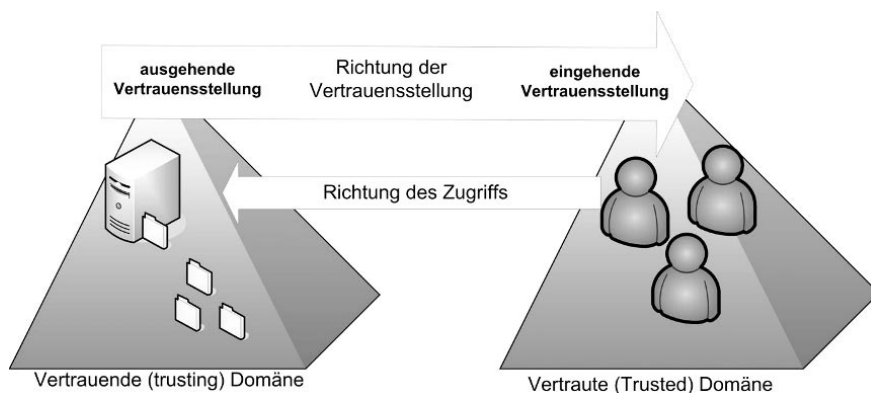 ausgehende
Vertrauensstellung
Richtung der
Vertrauensstellung
eingehende
Vertrauensstellung
Richtung des Zugriffs
Vertrauende (trusting) Domäne
Vertraute (Trusted) Domäne